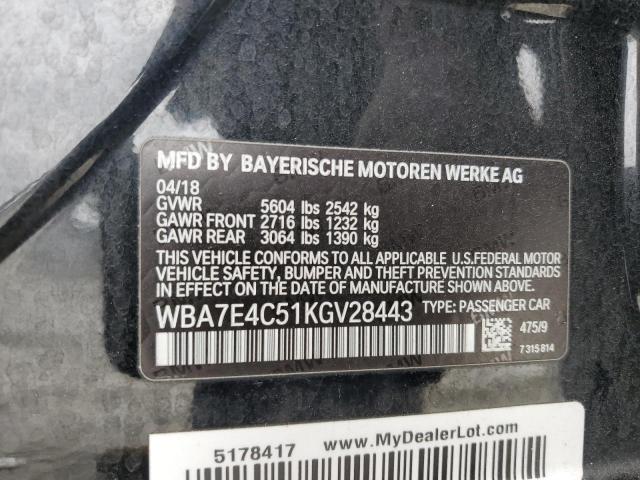 MFD BY BAYERISCHE MOTOREN WERKE AG
04/18
GVWR 5604 lbs 2542 kg
GAWR FRONT 2716 lbs 1232 kg
GAWR REAR 3064 lbs 1390 kg
THIS VEHICLE CONFORMS TO ALL APPLICABLE U.S.FEDERAL MOTOR
VEHICLE SAFETY, BUMPER AND THEFT PREVENTION STANDARDS
IN EFFECT ON THE DATE OF MANUFACTURE SHOWN ABOVE.
WBA7E4C51KGV28443 TYPE: PASSENGER CAR
475/9
7315814
5178417 www.MyDealerLot.com